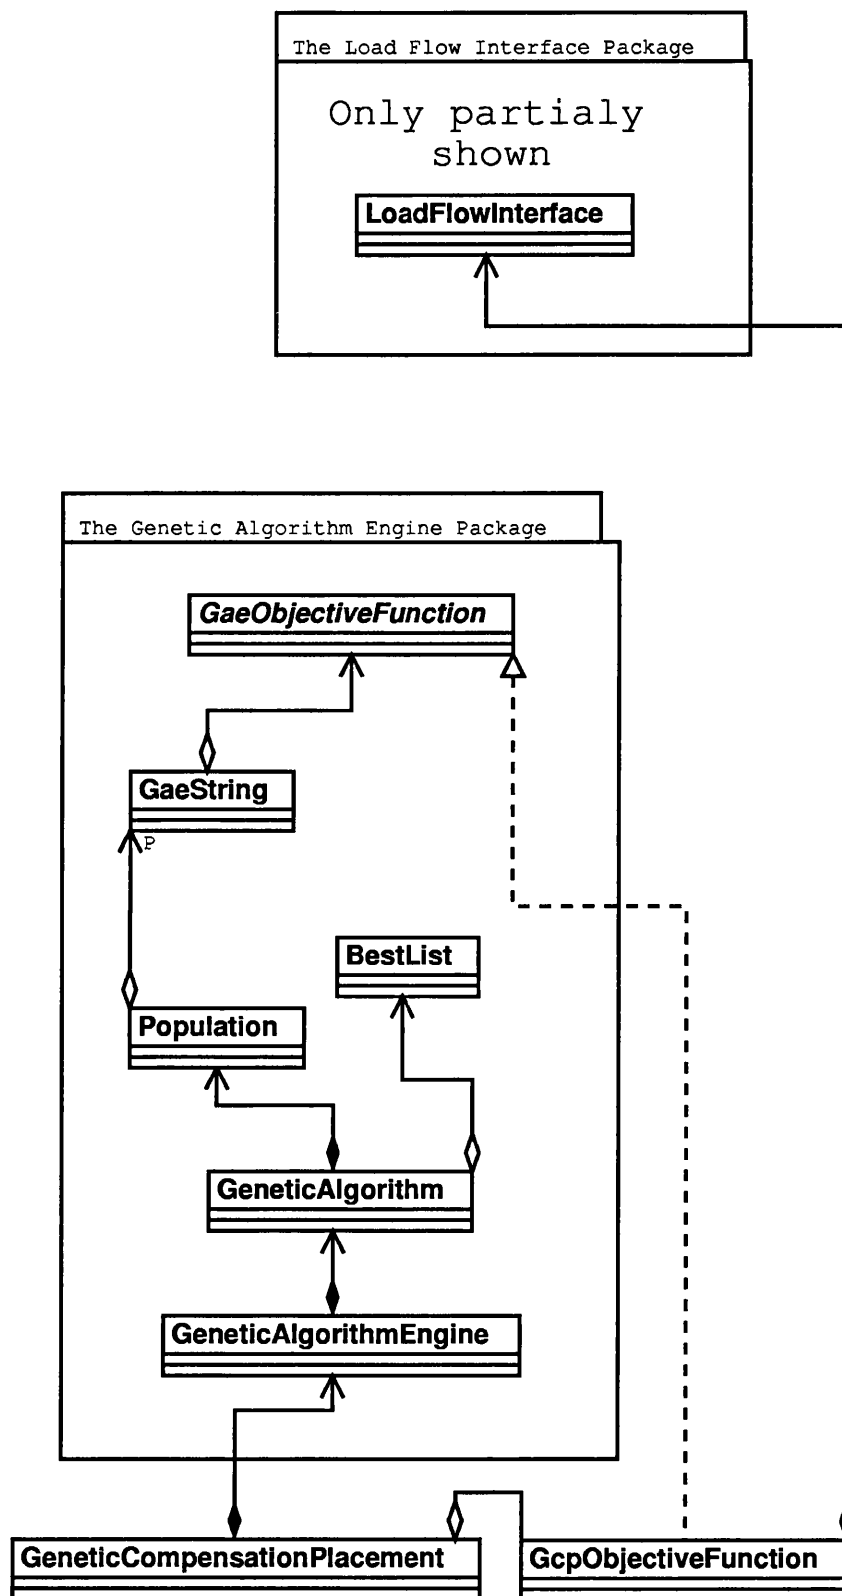 The Load Flow Interface Package
Only partialy
shown
LoadFlowInterface
The Genetic Algorithm Engine Package
GaeObjectiveFunction
GaeString
P
BestList
Population
GeneticAlgorithm
GeneticAlgorithmEngine
GeneticCompensationPlacement
GcpObjectiveFunction